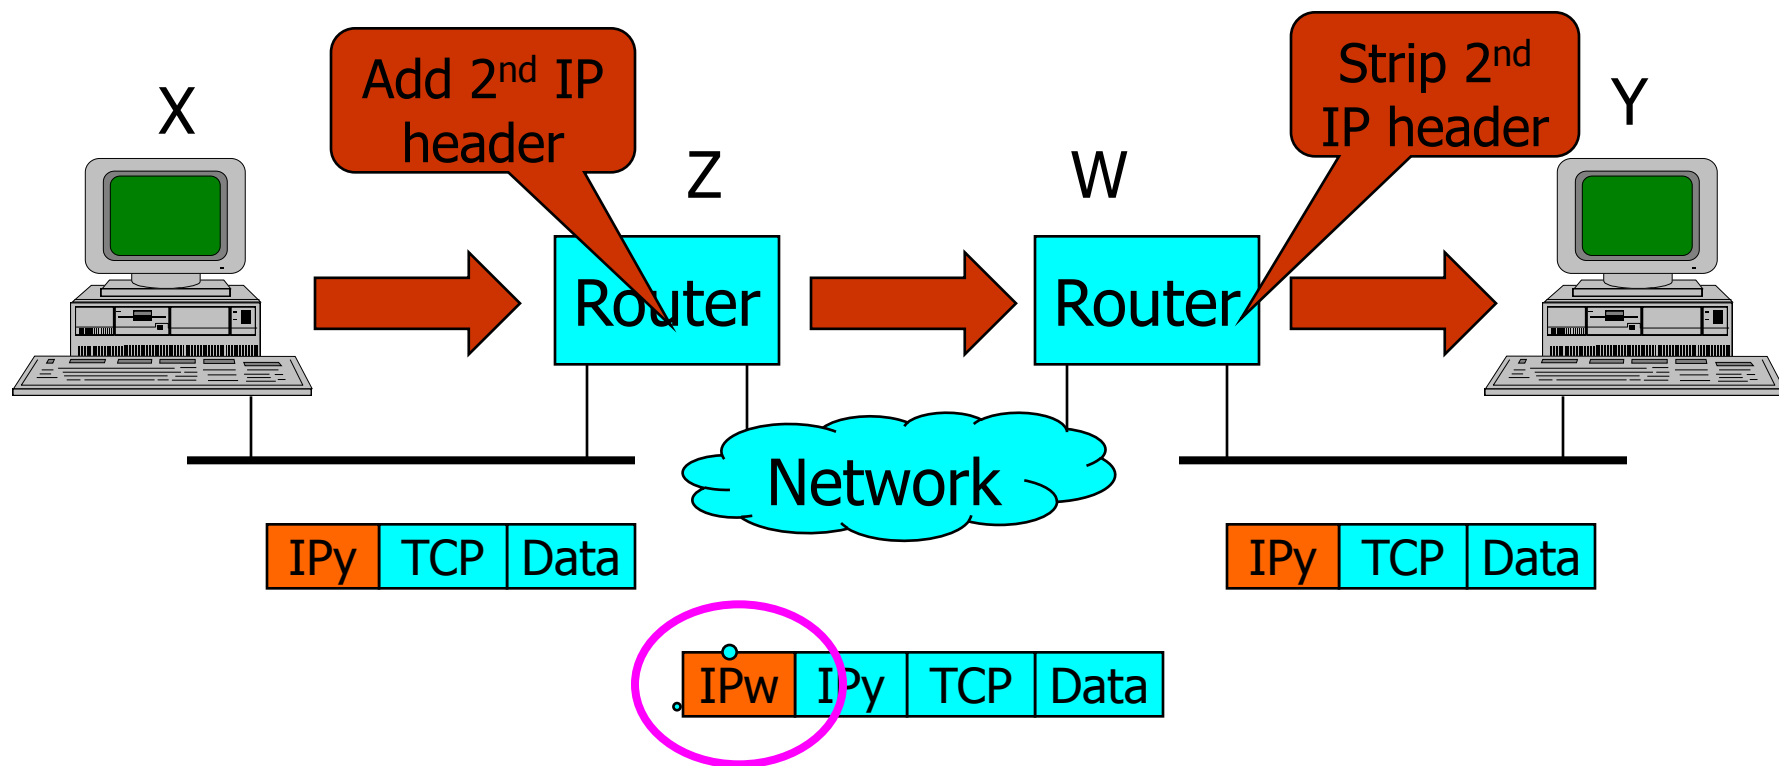 X
Add 2nd IP
header
Z
W
Strip 2nd
IP header
Y
Router
Router
Network
IPy TCP Data
IPy TCP Data
IPw IPy TCP Data